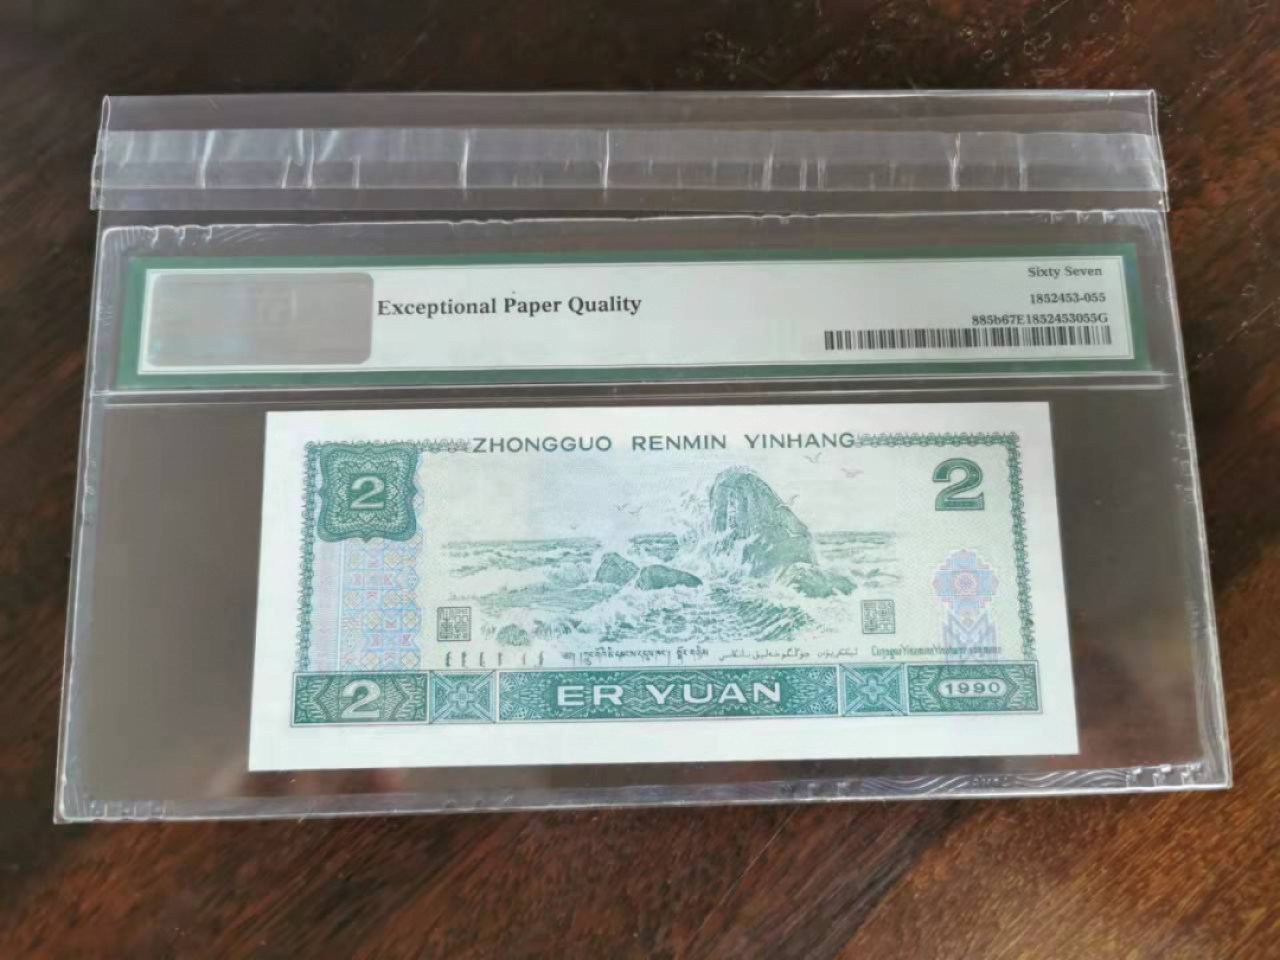 Sixty Seven
Exceptional Paper Quality
1852453-055
885b67E1852453055G
ZHONGGUO RENMIN YINHANG
2
2
2
ER YUAN
1990